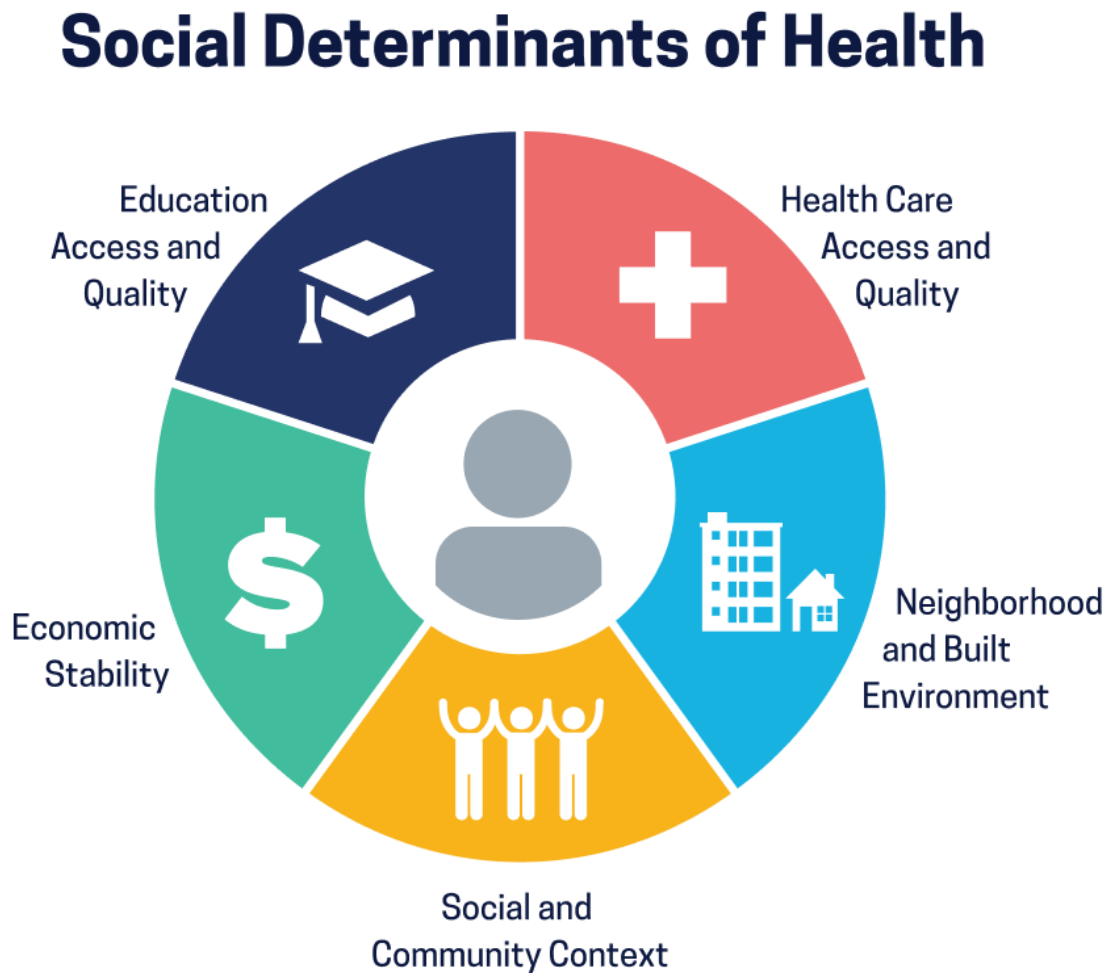 Social Determinants of Health
Education
Access and
Quality
Health Care
Access and
Quality
Economic
Stability
Neighborhood
and Built
Environment
Social and
Community Context